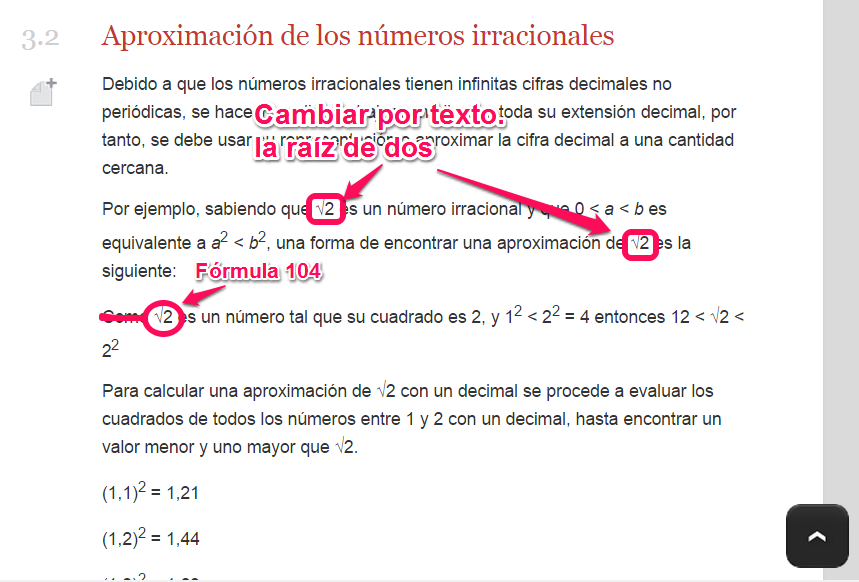 3.2 Aproximación de los números irracionales
Debido a que los números irracionales tienen infinitas cifras decimales no
periódicas, se hace toda su extensión decimal, por
Cambiar por texto:
tanto, se debe usar su representación o aproximar la cifra decimal a una cantidad
la raíz de dos
cercana.
Por ejemplo, sabiendo que √2 es un número irracional y que 0 < a < b es
equivalente a a² < b², una forma de encontrar una aproximación de √2 es la
siguiente:
Fórmula 104
Como √2 es un número tal que su cuadrado es 2, y 1² < 2² = 4 entonces 12 < √2 <
2²
Para calcular una aproximación de √2 con un decimal se procede a evaluar los
cuadrados de todos los números entre 1 y 2 con un decimal, hasta encontrar un
valor menor y uno mayor que √2.
(1,1)² = 1,21
(1,2)² = 1,44